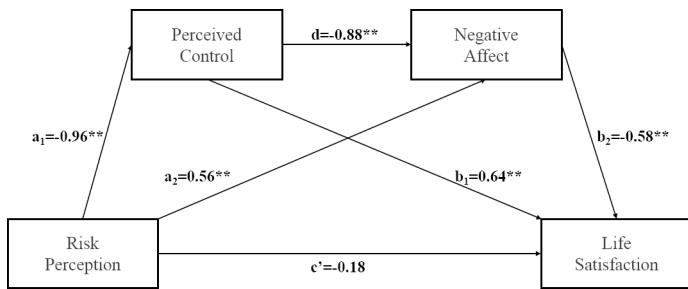 Perceived
Control
d=-0.88**
Negative
Affect
a₁=-0.96**
a₂=0.56**
b₁=0.64**
b₂=-0.58**
Risk
Perception
c’=-0.18
Life
Satisfaction